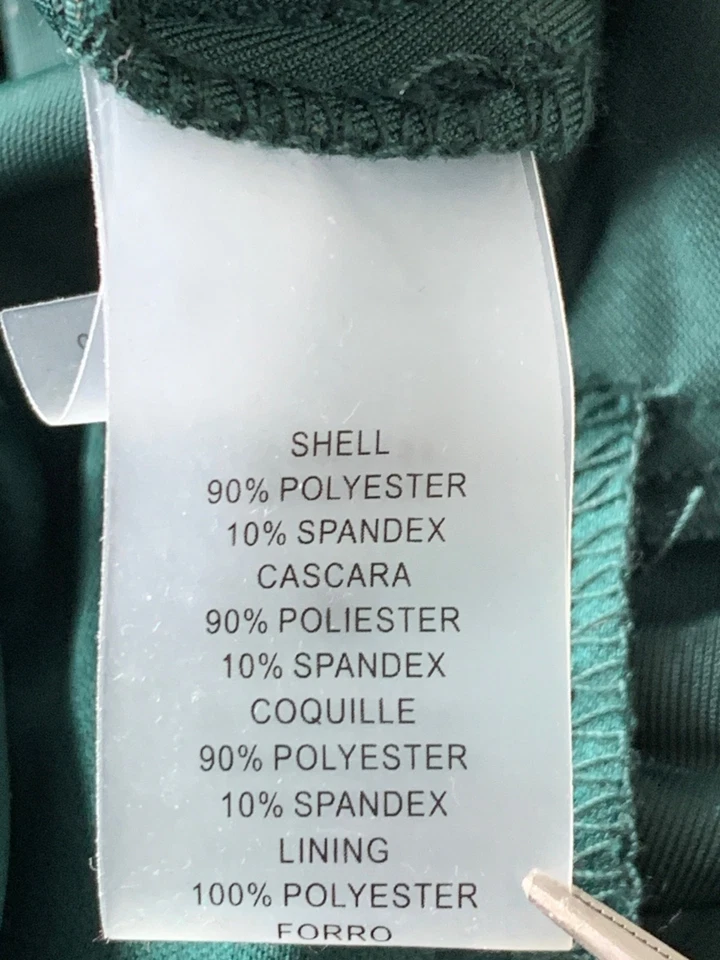 SHELL
90% POLYESTER
10% SPANDEX
CASCARA
90% POLIESTER
10% SPANDEX
COQUILLE
90% POLYESTER
10% SPANDEX
LINING
100% POLYESTER
FORRO